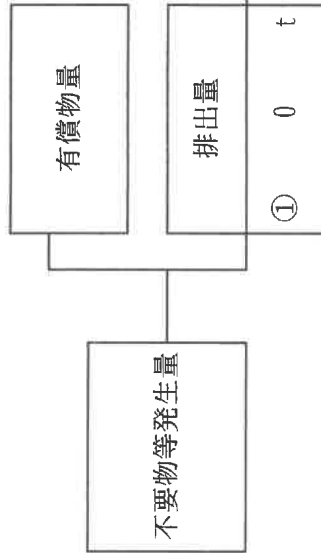 不要物等発生量
有償物量
排出量
① 0 t